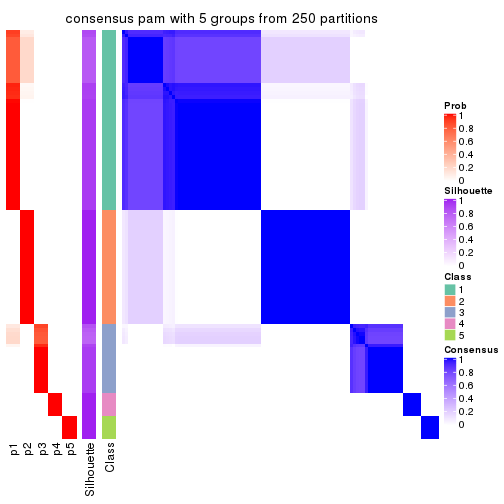 consensus pam with 5 groups from 250 partitions
Prob
1
0.8
0.6
0.4
0.2
0
Silhouette
1
0.8
0.6
0.4
0.2
0
Class
1
2
3
4
5
Consensus
1
0.8
0.6
0.4
0.2
0
p1
p2
p3
p4
p5
Silhouette
Class